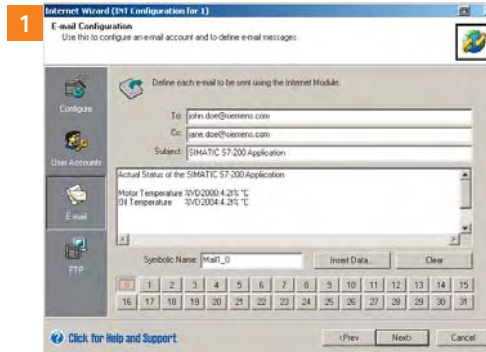 1
Internet Wizard (INT Configuration for 1)
E-mail Configuration
Use this to configure an e-mail account and to define e-mail messages.
Configure
User Accounts
E-mail
FTP
Define each e-mail to be sent using the Internet Module.
To: john.doe@siemens.com
Cc: jane.doe@siemens.com
Subject: SIMATIC S7-200 Application
Actual Status of the SIMATIC S7-200 Application
Motor Temperature %VD2000:4.2f% °C
Oil Temperature %VD2004:4.2f% °C
Symbolic Name: Mail1_0 Insert Data... Clear
0 1 2 3 4 5 6 7 8 9 10 11 12 13 14 15
16 17 18 19 20 21 22 23 24 25 26 27 28 29 30 31
Click for Help and Support <Prev Next> Cancel